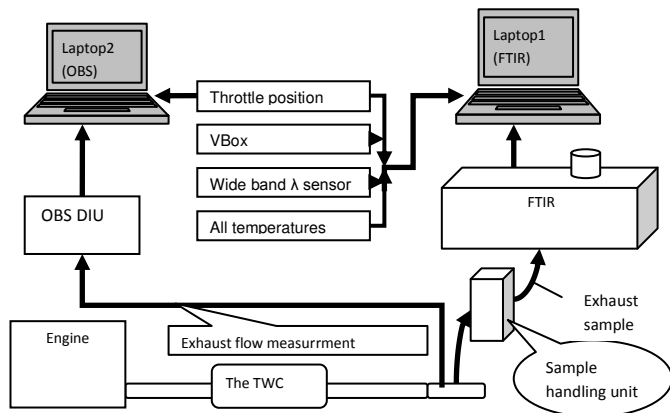 Laptop2
(OBS)
Laptop1
(FTIR)
Throttle position
VBox
Wide band λ sensor
All temperatures
OBS DIU
FTIR
Exhaust
sample
Engine
Exhaust flow measurrment
The TWC
Sample
handling unit